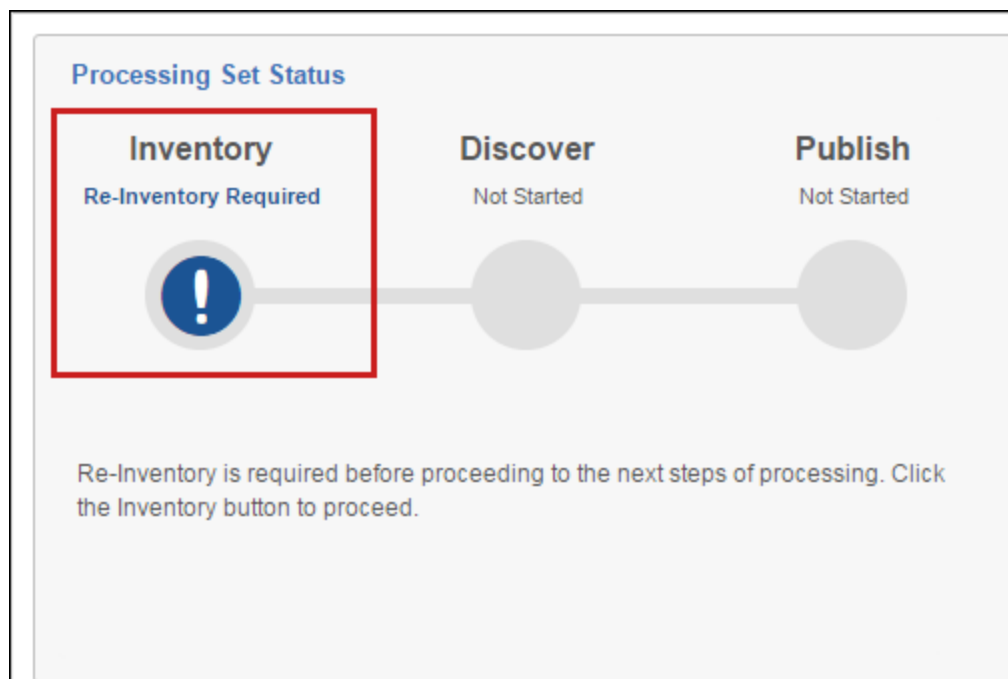 Processing Set Status
Inventory
Discover
Publish
Re-Inventory Required
Not Started
Not Started
!
Re-Inventory is required before proceeding to the next steps of processing. Click
the Inventory button to proceed.